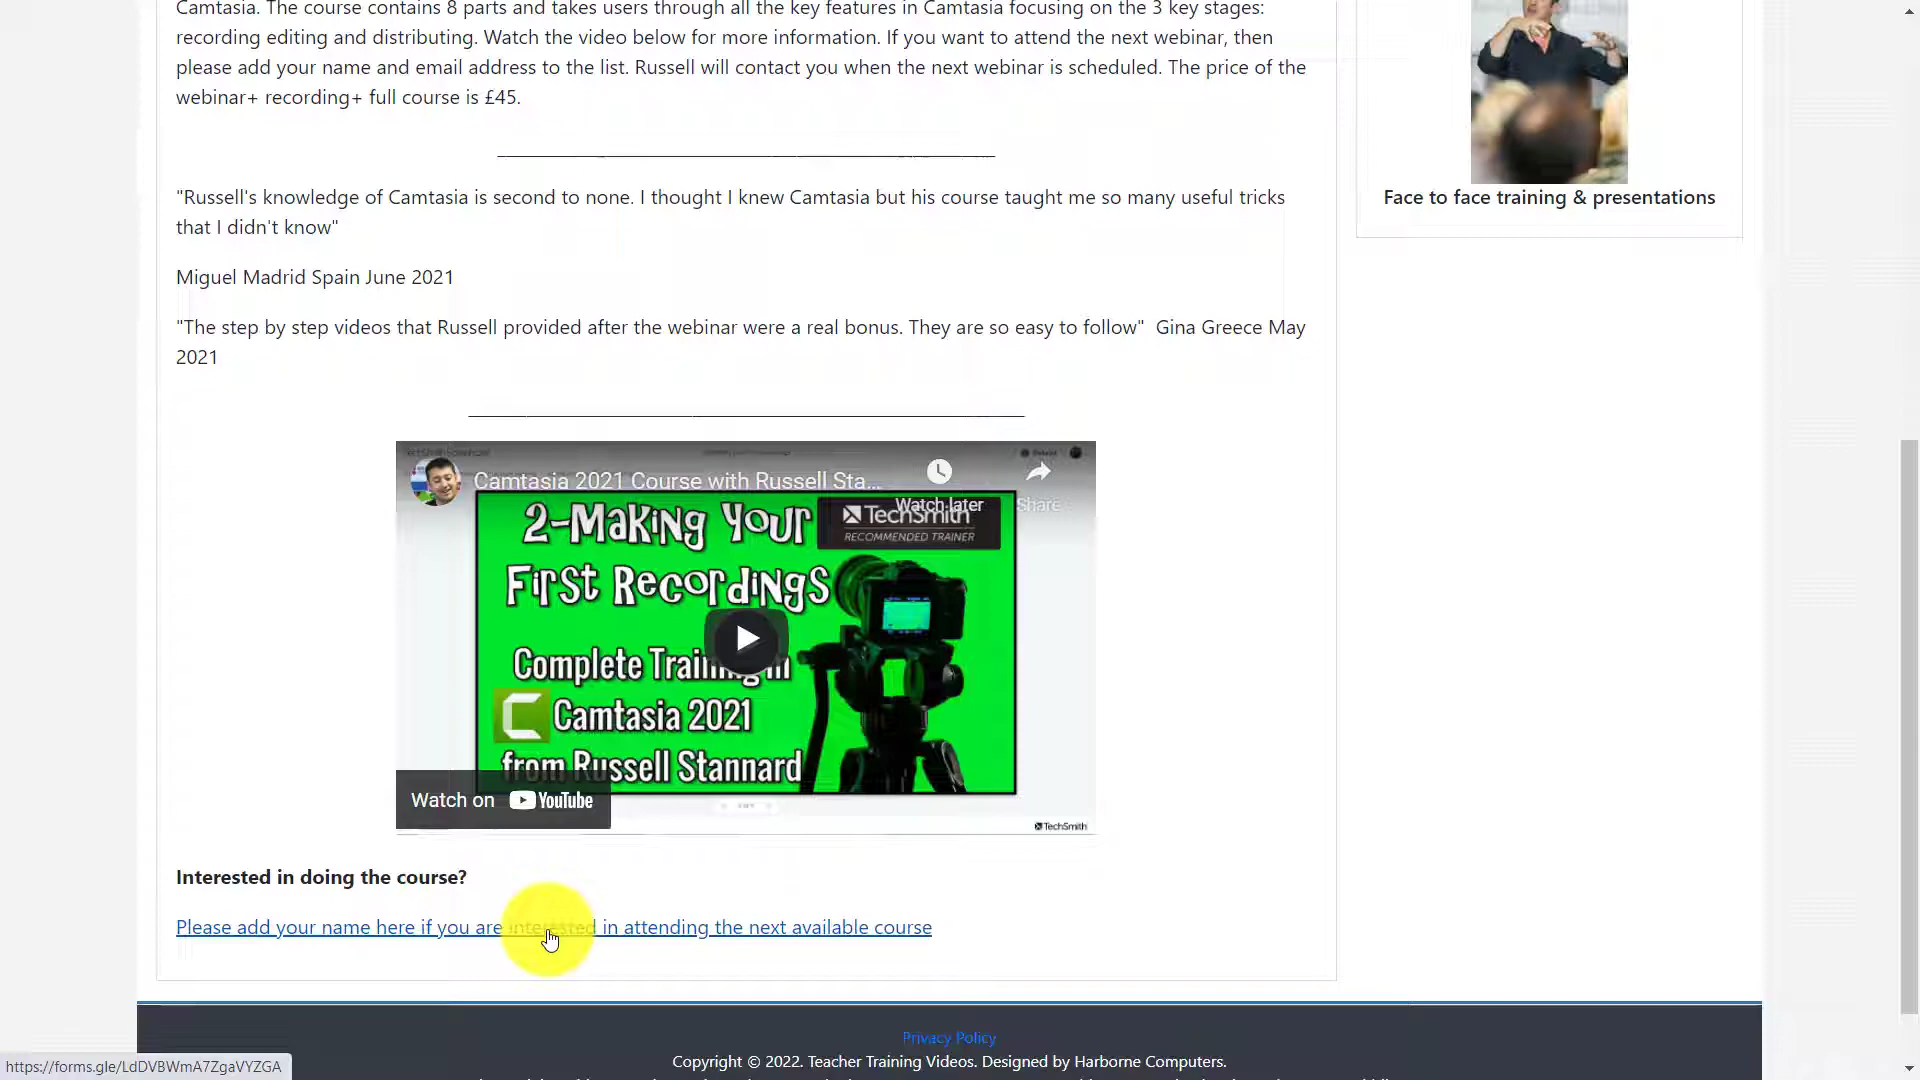 Camtasia. The course contains 8 parts and takes users through all the key features in Camtasia focusing on the 3 key stages:
recording editing and distributing. Watch the video below for more information. If you want to attend the next webinar, then
please add your name and email address to the list. Russell will contact you when the next webinar is scheduled. The price of the
webinar+ recording+ full course is £45.
"Russell's knowledge of Camtasia is second to none. I thought I knew Camtasia but his course taught me so many useful tricks
that I didn't know"
Miguel Madrid Spain June 2021
"The step by step videos that Russell provided after the webinar were a real bonus. They are so easy to follow"  Gina Greece May
2021
Face to face training & presentations
Camtasia 2021 Course with Russell Sta...
Watch later
Share
2-Making Your
First Recordings
TechSmith
RECOMMENDED TRAINER
Complete Training in
Camtasia 2021
from Russell Stannard
Watch on YouTube
TechSmith
Interested in doing the course?
Please add your name here if you are interested in attending the next available course
Privacy Policy
Copyright © 2022. Teacher Training Videos. Designed by Harborne Computers.
https://forms.gle/LdDVBWmA7ZgaVYZGA